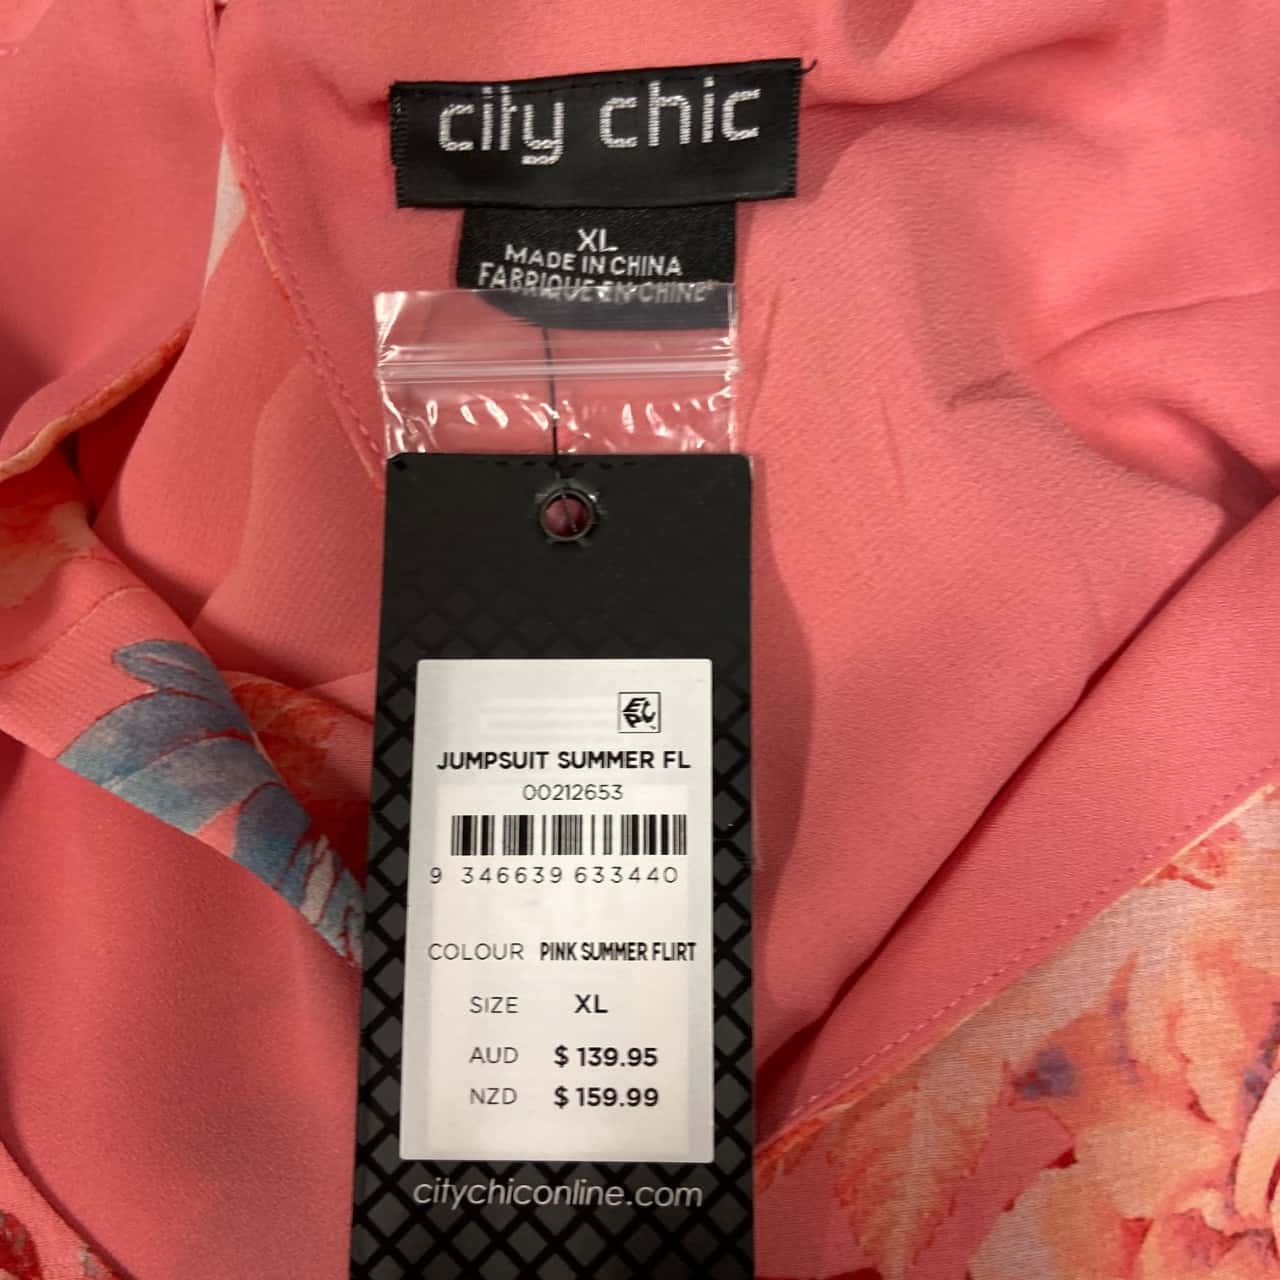 city chic
XL
MADE IN CHINA
FABRIQUE EN CHINE
JUMPSUIT SUMMER FL
00212653
9 346639 633440
COLOUR PINK SUMMER FLIRT
SIZE XL
AUD $ 139.95
NZD $ 159.99
citychiconline.com